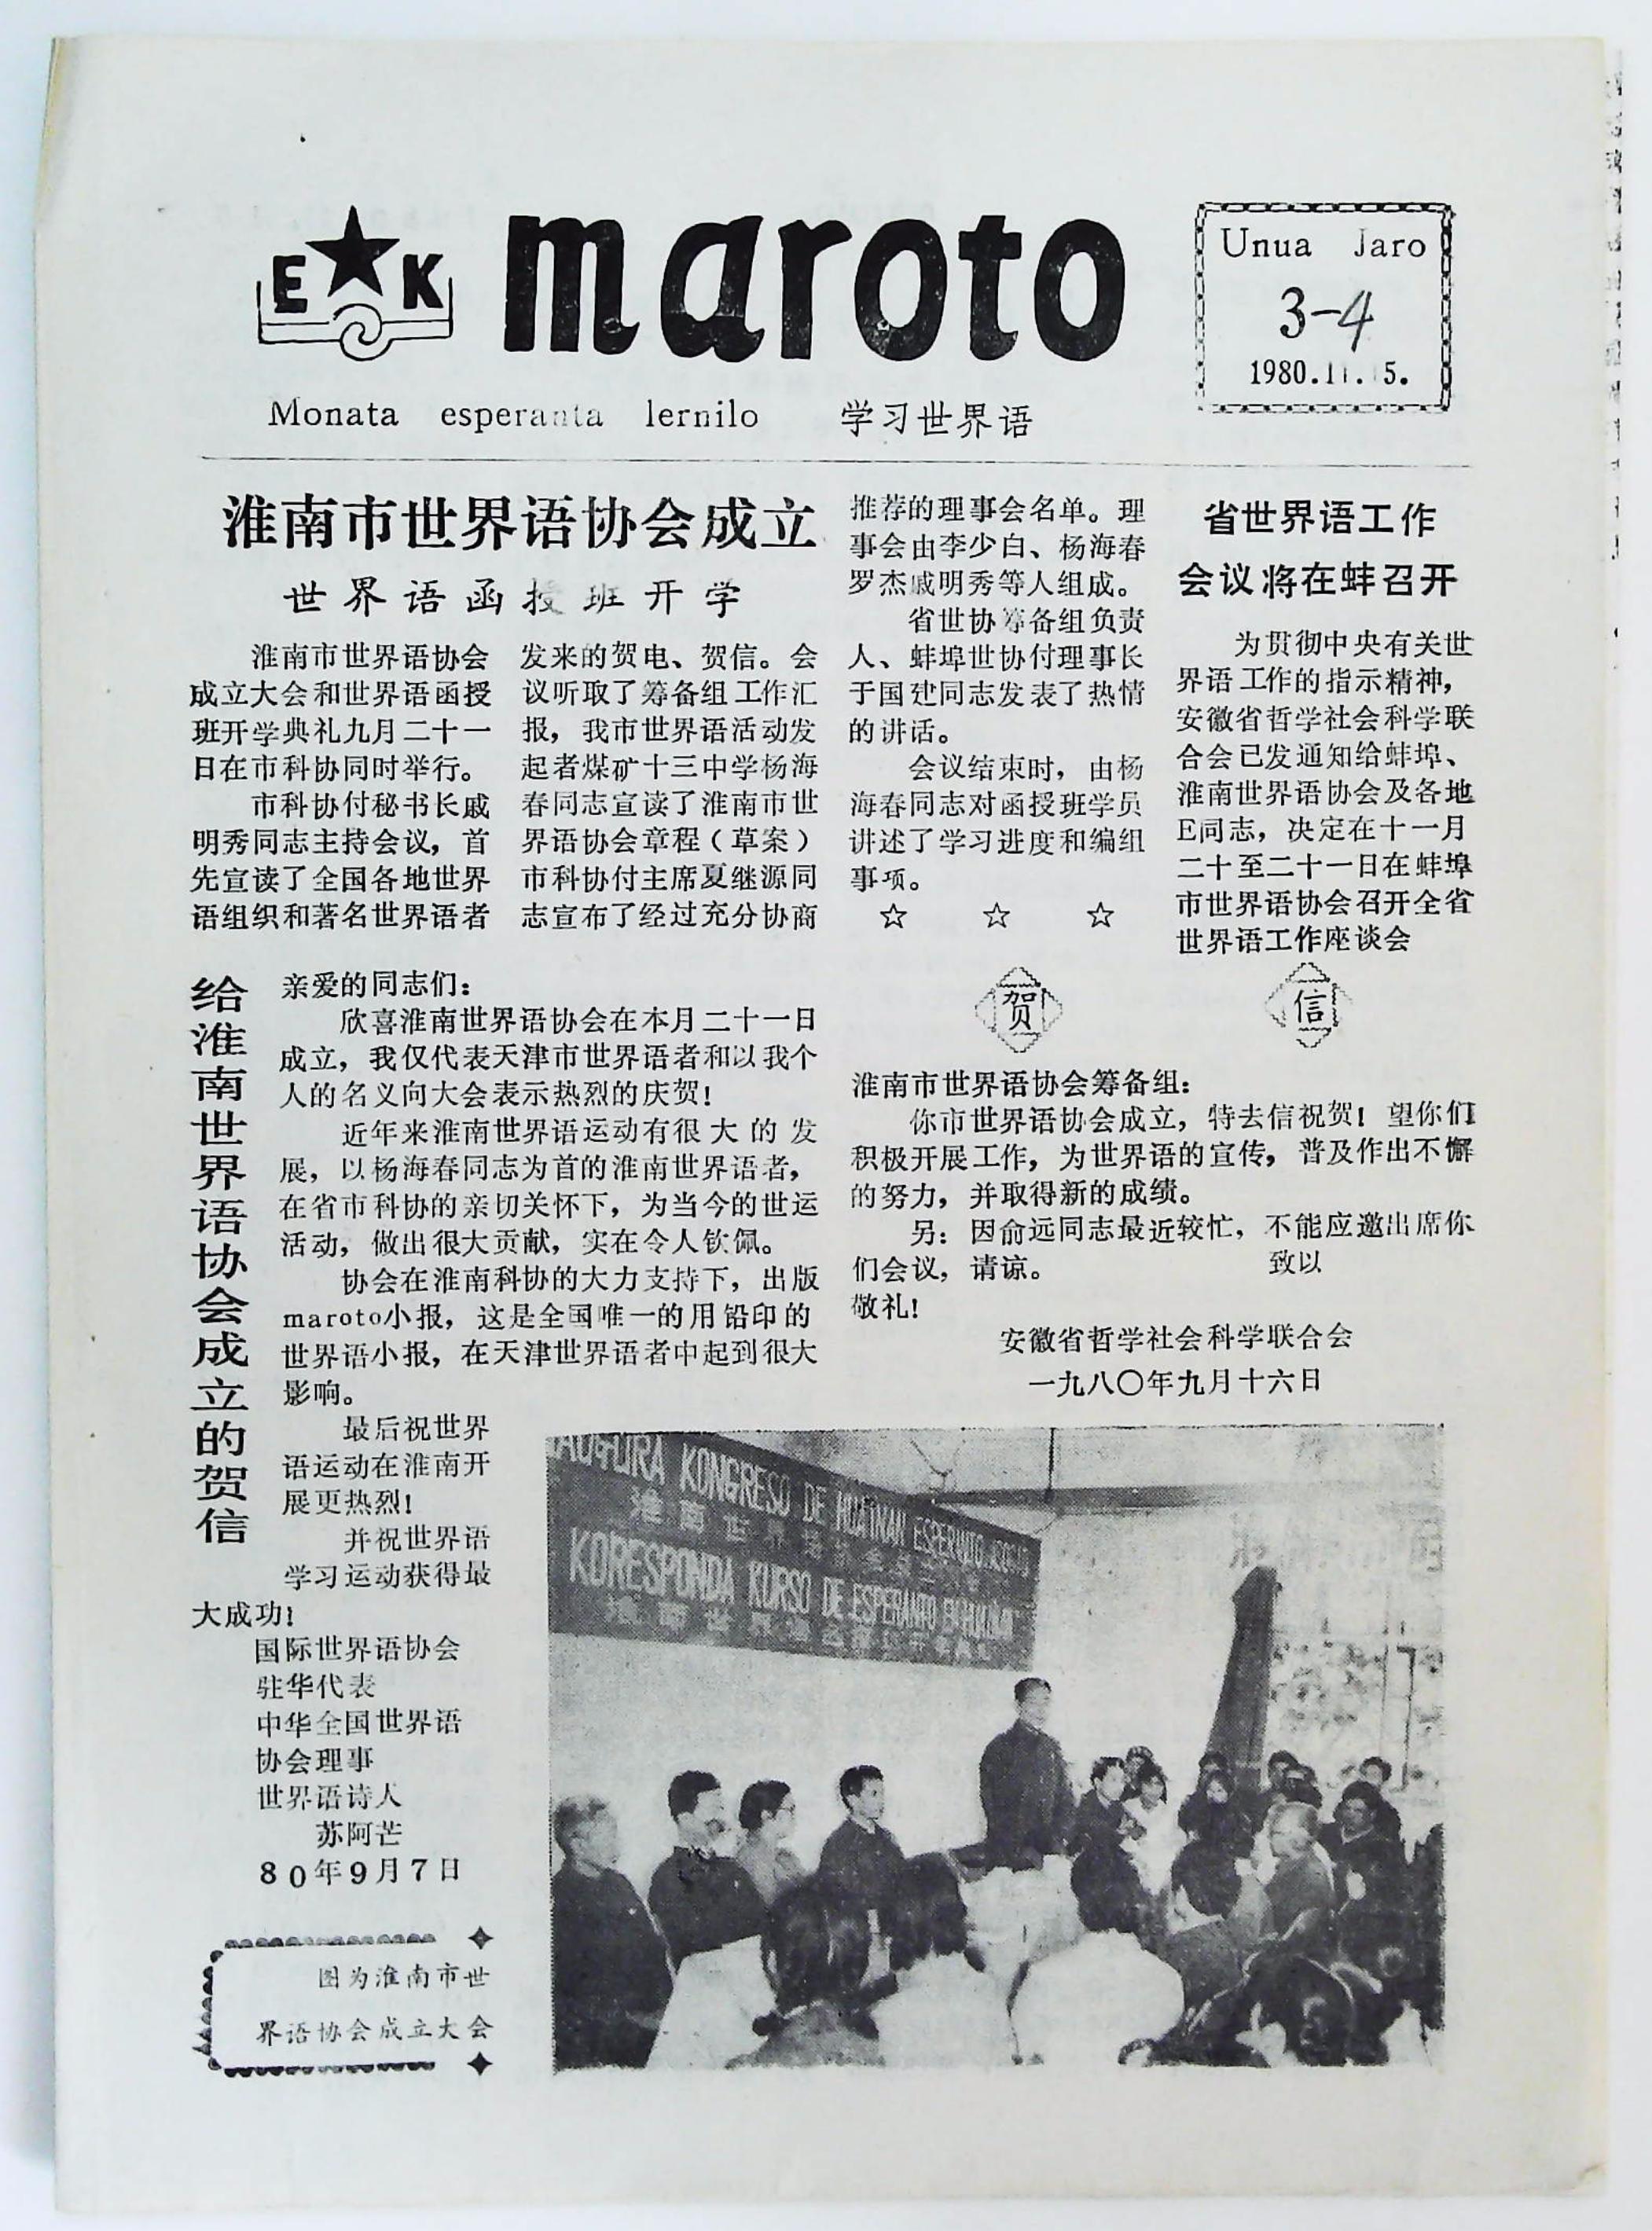 E K
maroto
Unua Jaro
3-4
1980.11.15.
Monata esperanta lernilo 学习世界语
淮南市世界语协会成立
世界语函授班开学
淮南市世界语协会
成立大会和世界语函授
班开学典礼九月二十一
日在市科协同时举行。
市科协付秘书长戚
明秀同志主持会议，首
先宣读了全国各地世界
语组织和著名世界语者
发来的贺电、贺信。会
议听取了筹备组工作汇
报，我市世界语活动发
起者煤矿十三中学杨海
春同志宣读了淮南市世
界语协会章程（草案）
市科协付主席夏继源同
志宣布了经过充分协商
推荐的理事会名单。理
事会由李少白、杨海春
罗杰戚明秀等人组成。
省世协筹备组负责
人、蚌埠世协付理事长
于国建同志发表了热情
的讲话。
会议结束时，由杨
海春同志对函授班学员
讲述了学习进度和编组
事项。
☆ ☆ ☆
省世界语工作
会议将在蚌召开
为贯彻中央有关世
界语工作的指示精神，
安徽省哲学社会科学联
合会已发通知给蚌埠、
淮南世界语协会及各地
E同志，决定在十一月
二十至二十一日在蚌埠
市世界语协会召开全省
世界语工作座谈会
给淮南世界语协会成立的贺信
亲爱的同志们：
欣喜淮南世界语协会在本月二十一日
成立，我仅代表天津市世界语者和以我个
人的名义向大会表示热烈的庆贺！
近年来淮南世界语运动有很大的发
展，以杨海春同志为首的淮南世界语者，
在省市科协的亲切关怀下，为当今的世运
活动，做出很大贡献，实在令人钦佩。
协会在淮南科协的大力支持下，出版
maroto小报，这是全国唯一的用铅印的
世界语小报，在天津世界语者中起到很大
影响。
最后祝世界
语运动在淮南开
展更热烈！
并祝世界语
学习运动获得最
大成功！
国际世界语协会
驻华代表
中华全国世界语
协会理事
世界语诗人
苏阿芒
80年9月7日
贺 信
淮南市世界语协会筹备组：
你市世界语协会成立，特去信祝贺！望你们
积极开展工作，为世界语的宣传，普及作出不懈
的努力，并取得新的成绩。
另：因俞远同志最近较忙，不能应邀出席你
们会议，请谅。 致以
敬礼！
安徽省哲学社会科学联合会
一九八〇年九月十六日
KONGRESO DE HUAINAN ESPERANTO-ASOCIO
淮南世界语协会成立大会
KORESPONDA KURSO DE ESPERANTO EN HUAINAN
淮南世界语函授班开学典礼
图为淮南市世
界语协会成立大会